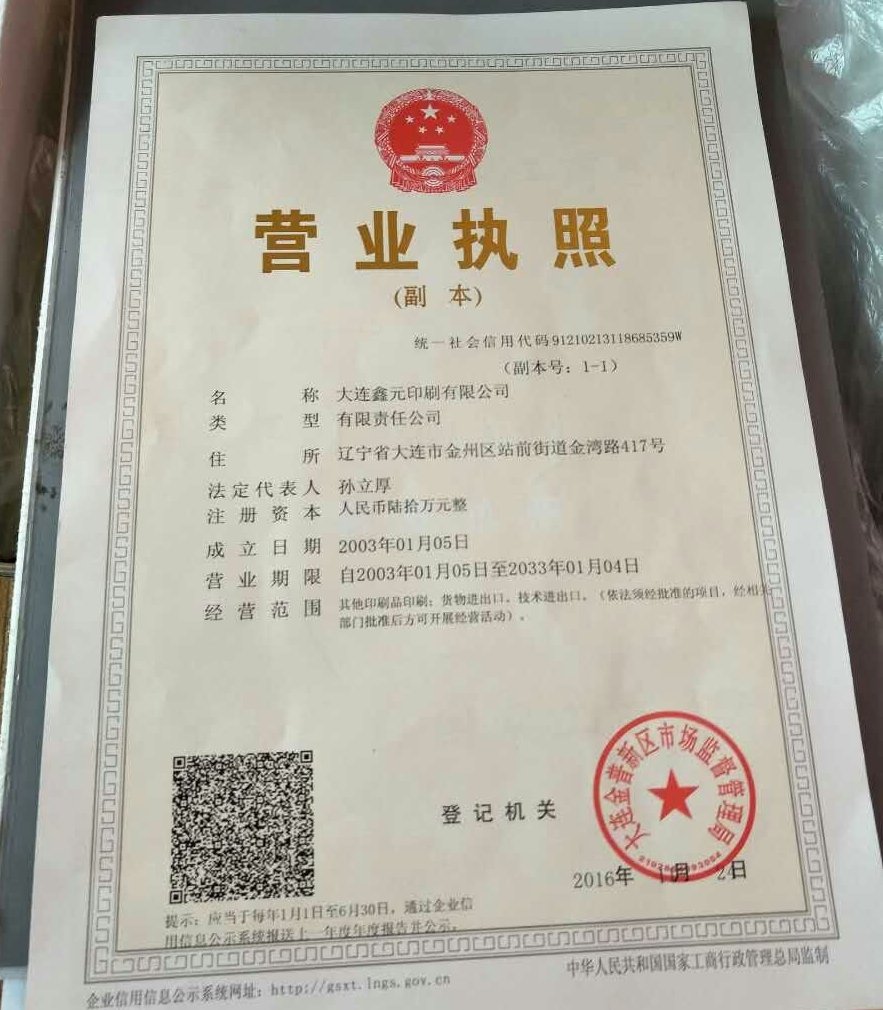 营业执照
(副 本)
统一社会信用代码91210213118685359W
(副本号：1-1)
名称 大连鑫元印刷有限公司
类型 有限责任公司
住所 辽宁省大连市金州区站前街道金湾路417号
法定代表人 孙立厚
注册资本 人民币陆拾万元整
成立日期 2003年01月05日
营业期限 自2003年01月05日至2033年01月04日
经营范围 其他印刷品印刷；货物进出口、技术进出口。（依法须经批准的项目，经相关
部门批准后方可开展经营活动）。
大连金普新区市场监督管理局
登记机关
2016年 月 日
提示：应当于每年1月1日至6月30日，通过企业信
用信息公示系统报送上一年度年度报告并公示。
企业信用信息公示系统网址：http://gsxt.lngs.gov.cn
中华人民共和国国家工商行政管理总局监制